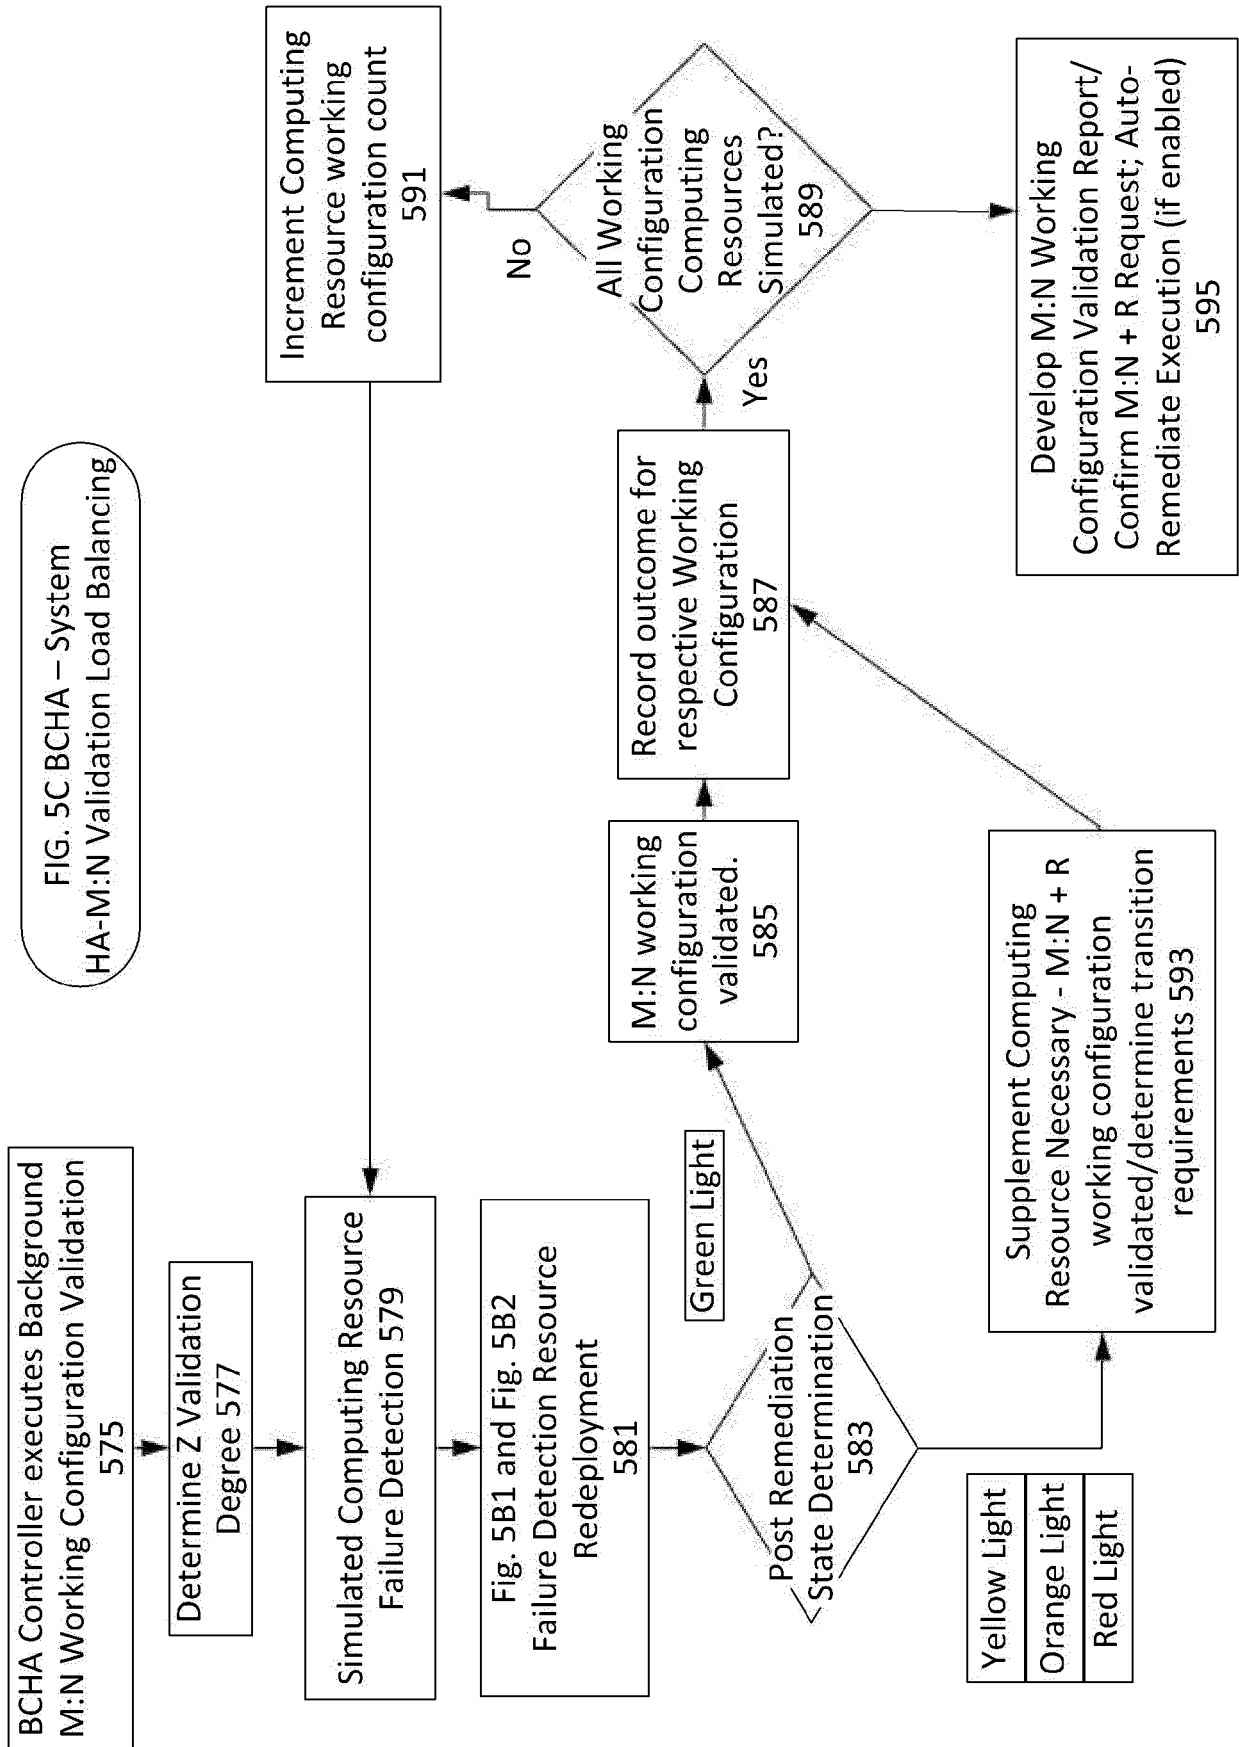 FIG. 5C BCHA – System
HA-M:N Validation Load Balancing
BCHA Controller executes Background
M:N Working Configuration Validation
575
Determine Z Validation
Degree 577
Simulated Computing Resource
Failure Detection 579
Fig. 5B1 and Fig. 5B2
Failure Detection Resource
Redeployment
581
Post Remediation
State Determination
583
Green Light
Yellow Light
Orange Light
Red Light
M:N working
configuration
validated.
585
Supplement Computing
Resource Necessary - M:N + R
working configuration
validated/determine transition
requirements 593
Record outcome for
respective Working
Configuration
587
All Working
Configuration
Computing
Resources
Simulated?
589
No
Yes
Increment Computing
Resource working
configuration count
591
Develop M:N Working
Configuration Validation Report/
Confirm M:N + R Request; Auto-
Remediate Execution (if enabled)
595